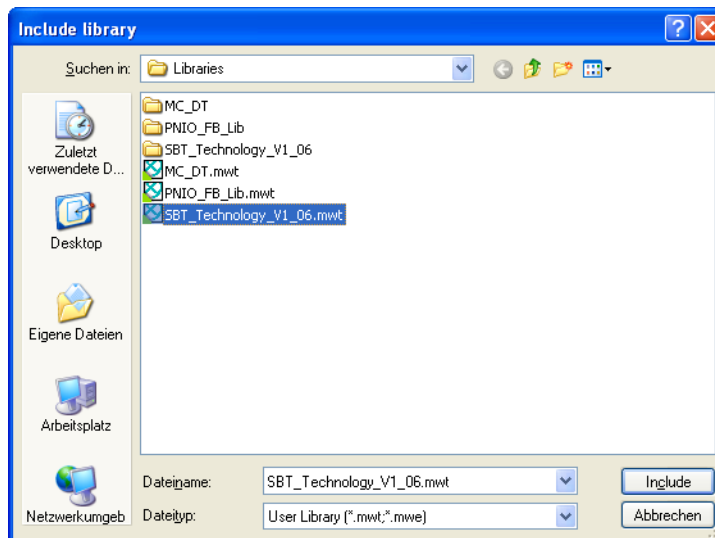 Include library
Suchen in: Libraries
MC_DT
PNIO_FB_Lib
SBT_Technology_V1_06
MC_DT.mwt
PNIO_FB_Lib.mwt
SBT_Technology_V1_06.mwt
Zuletzt
verwendete D...
Desktop
Eigene Dateien
Arbeitsplatz
Netzwerkumgeb
Dateiname: SBT_Technology_V1_06.mwt Include
Dateityp: User Library (*.mwt;*.mwe) Abbrechen